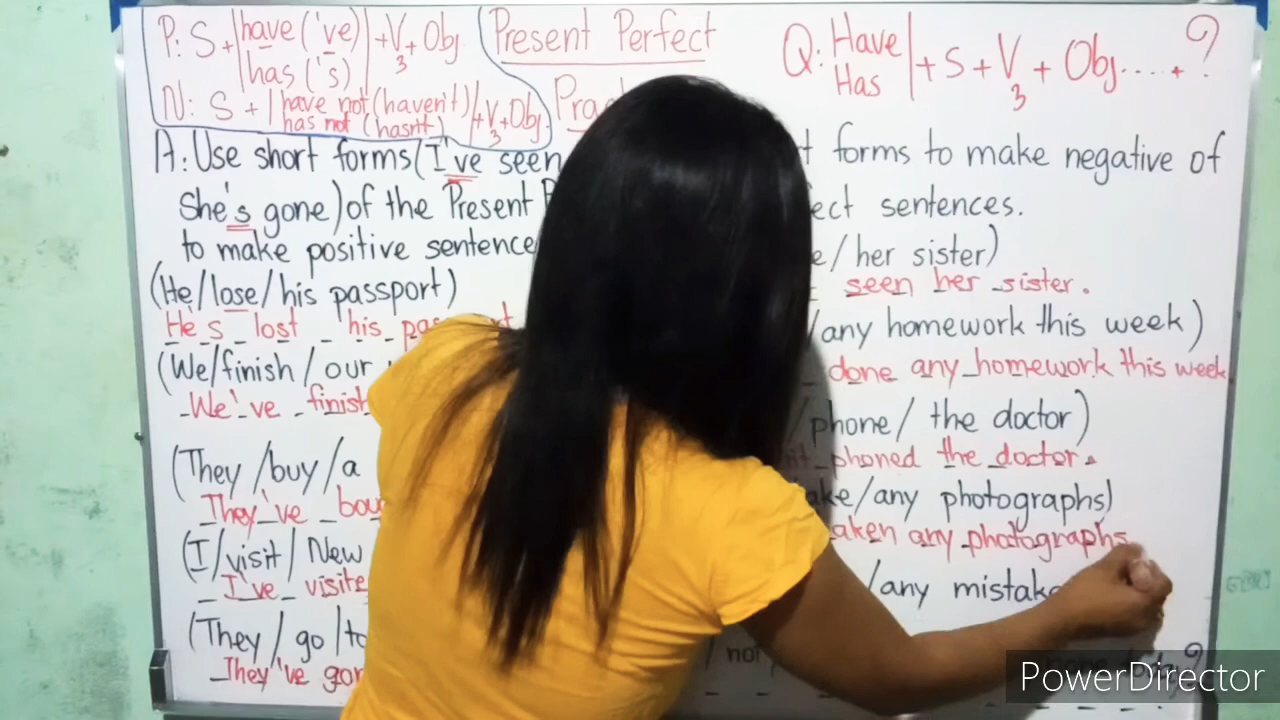 P: S + have ('ve) + V3 + Obj
has ('s)
N: S + have not (haven't) + V3 + Obj
has not (hasn't)
Present Perfect
Q: Have + S + V3 + Obj.... + ?
Has
A: Use short forms (I've seen
She's gone) of the Present
to make positive sentence
(He/lose/his passport)
He's lost his
(We/finish/our
We've finish
(They/buy/a
They've bou
(I/visit/New
I've visite
(They/go/to
They've gon
forms to make negative of
ect sentences.
/her sister)
seen her sister.
/any homework this week)
done any homework this week
/phone/ the doctor)
phoned the doctor.
ake/any photographs)
taken any photographs
/any mistake
not
?
PowerDirector